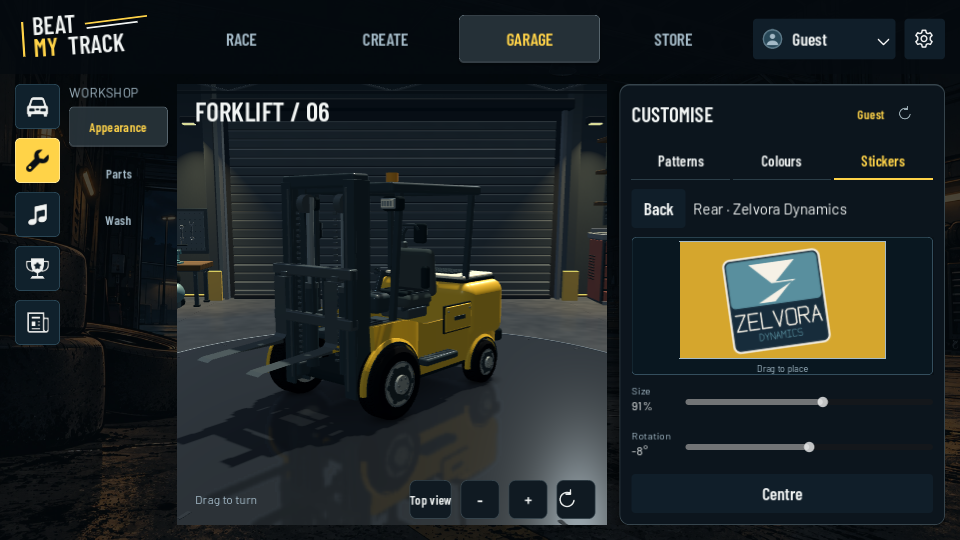 BEAT
MY TRACK
RACE
CREATE
GARAGE
STORE
Guest
WORKSHOP
Appearance
Parts
Wash
FORKLIFT / 06
Drag to turn
Top view
-
+
CUSTOMISE
Guest
Patterns
Colours
Stickers
Back
Rear · Zelvora Dynamics
ZELVORA
DYNAMICS
Drag to place
Size
91%
Rotation
-8°
Centre